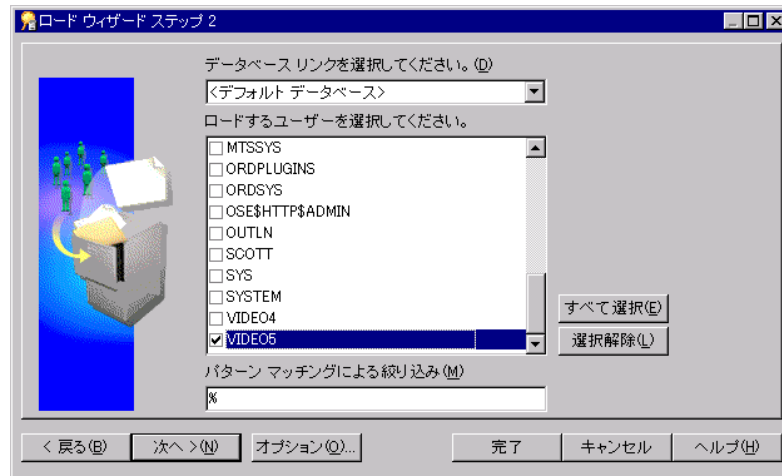 ロード ウィザード ステップ 2
データベース リンクを選択してください。(D)
<デフォルト データベース>
ロードするユーザーを選択してください。
MTSSYS
ORDPLUGINS
ORDSYS
OSE$HTTP$ADMIN
OUTLN
SCOTT
SYS
SYSTEM
VIDEO4
VIDEO5
すべて選択(E)
選択解除(L)
パターン マッチングによる絞り込み(M)
%
< 戻る(B) 次へ >(N) オプション(O)... 完了 キャンセル ヘルプ(H)